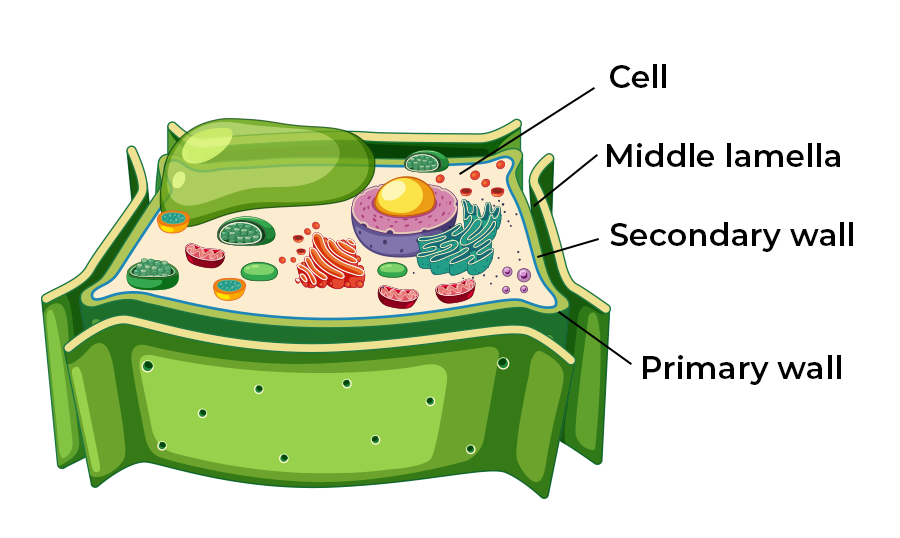 Cell
Middle lamella
Secondary wall
Primary wall